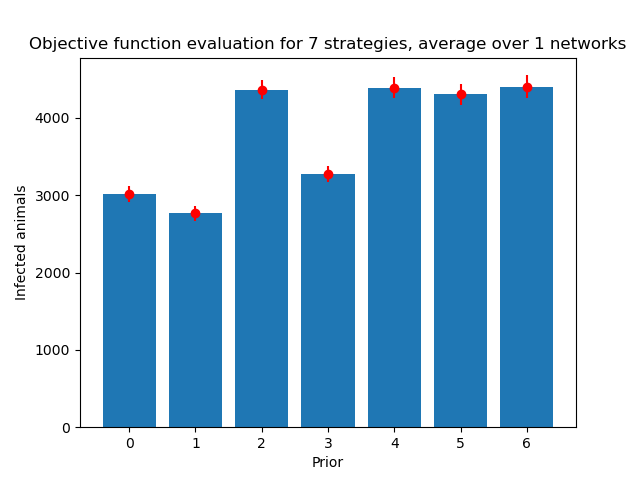 Objective function evaluation for 7 strategies, average over 1 networks
4000
3000
2000
1000
0
Infected animals
0 1 2 3 4 5 6
Prior